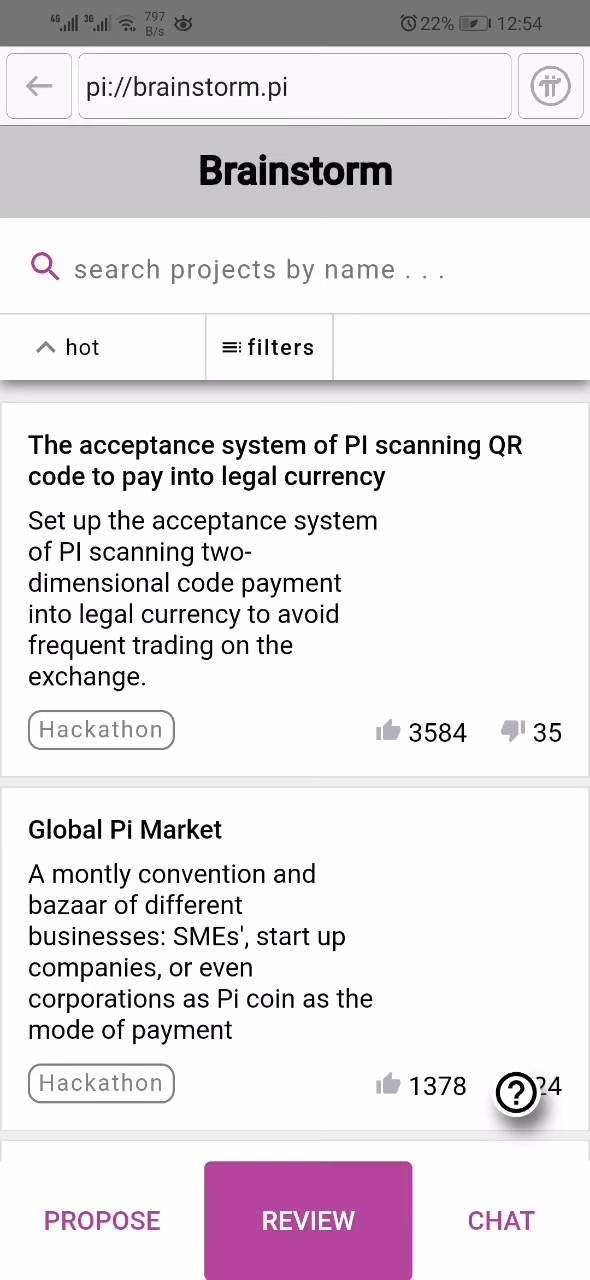 4G 3G 797 B/s 22% 12:54
pi://brainstorm.pi
Brainstorm
search projects by name . . .
hot filters
The acceptance system of PI scanning QR
code to pay into legal currency
Set up the acceptance system
of PI scanning two-
dimensional code payment
into legal currency to avoid
frequent trading on the
exchange.
Hackathon 3584 35
Global Pi Market
A montly convention and
bazaar of different
businesses: SMEs', start up
companies, or even
corporations as Pi coin as the
mode of payment
Hackathon 1378 24
PROPOSE REVIEW CHAT